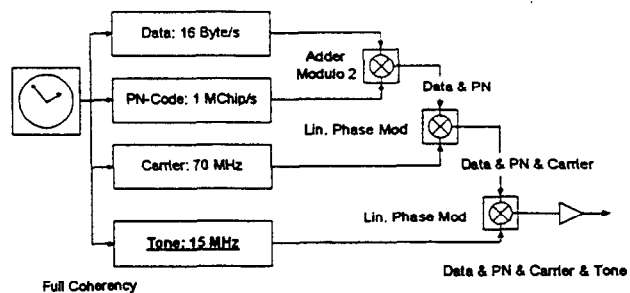 Data: 16 Byte/s
Adder
Modulo 2
Data & PN
PN-Code: 1 MChip/s
Lin. Phase Mod
Data & PN & Carrier
Carrier: 70 MHz
Lin. Phase Mod
Tone: 15 MHz
Data & PN & Carrier & Tone
Full Coherency